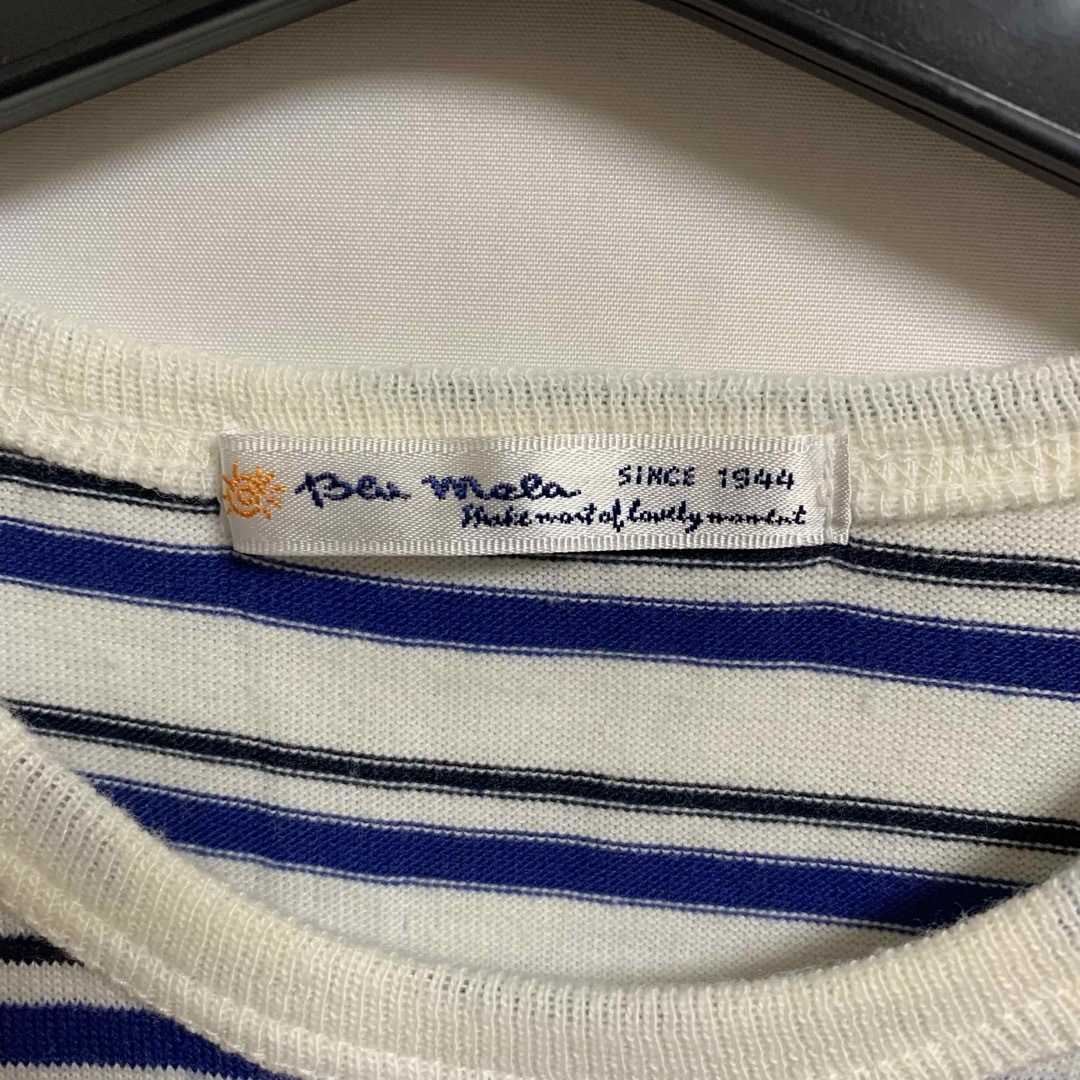 Blu Mela SINCE 1944
Make most of lovely moment